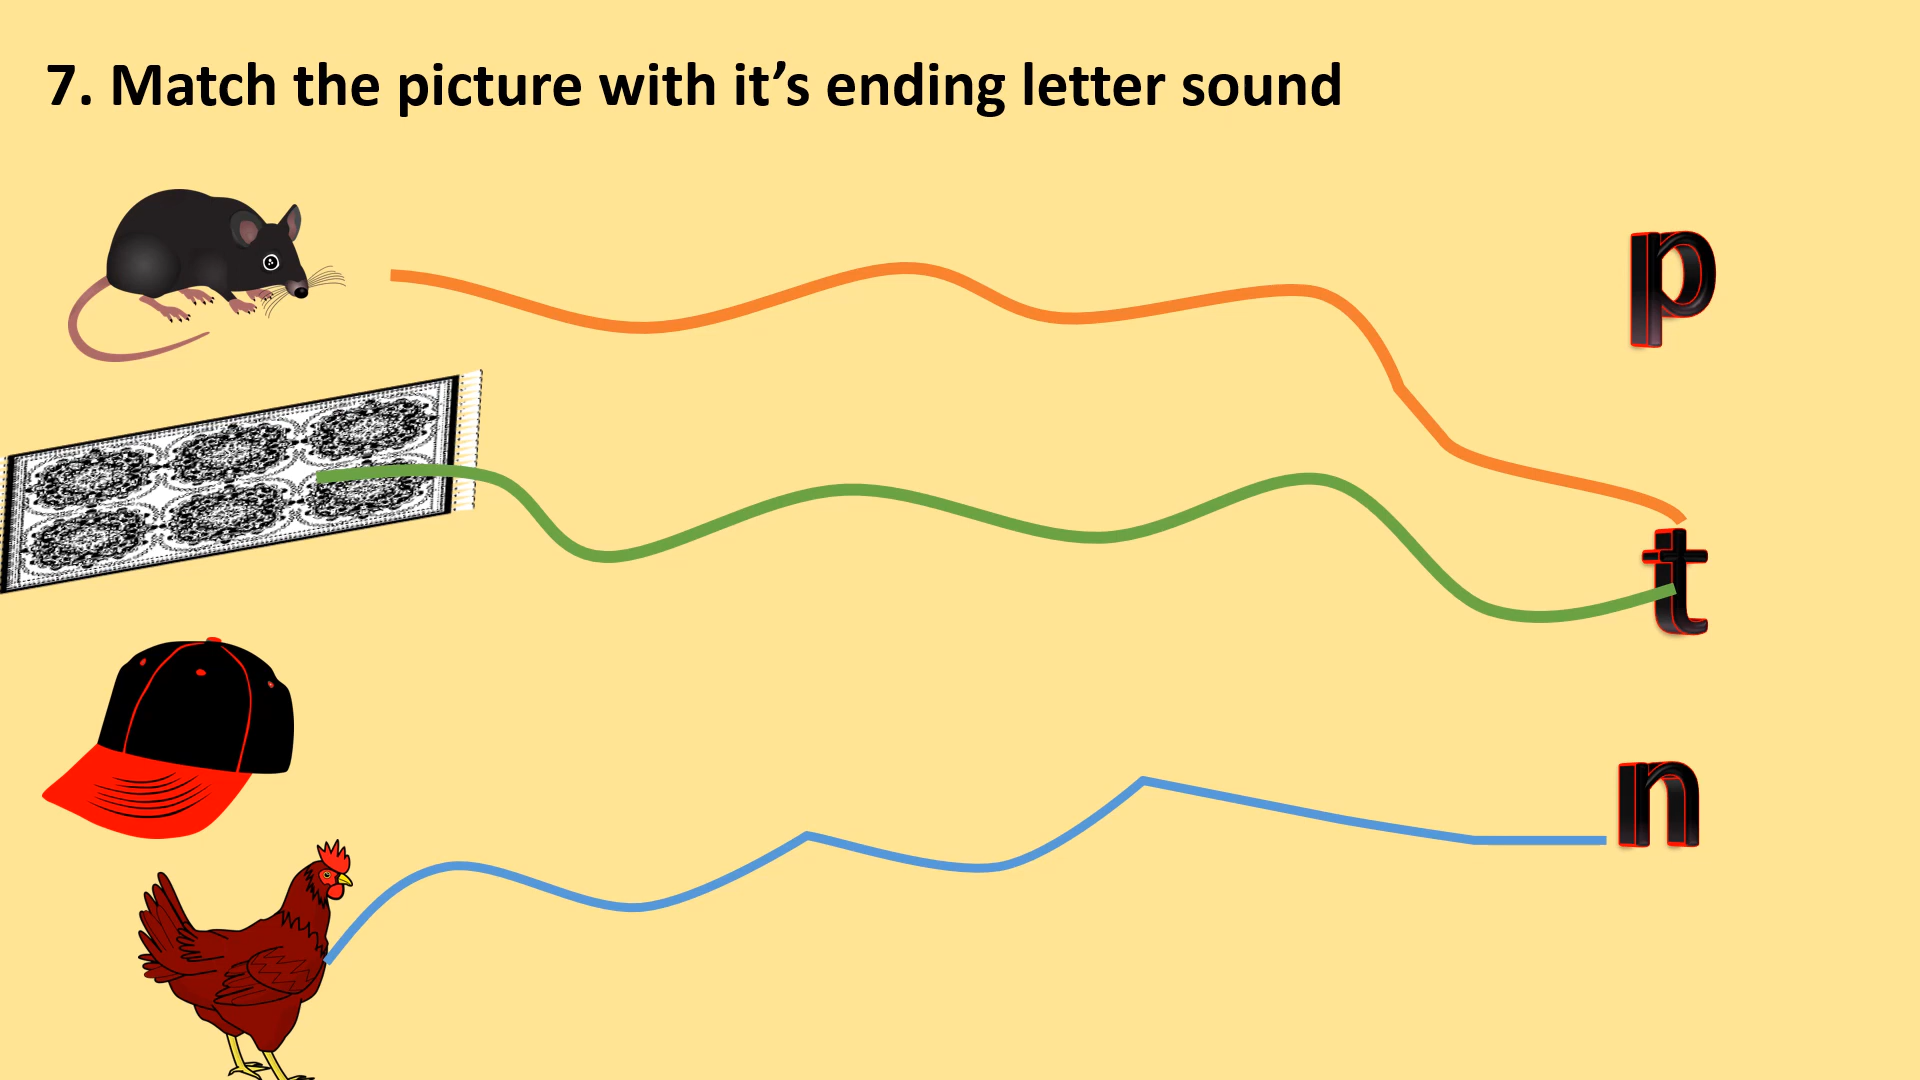 7. Match the picture with it’s ending letter sound
p
t
n